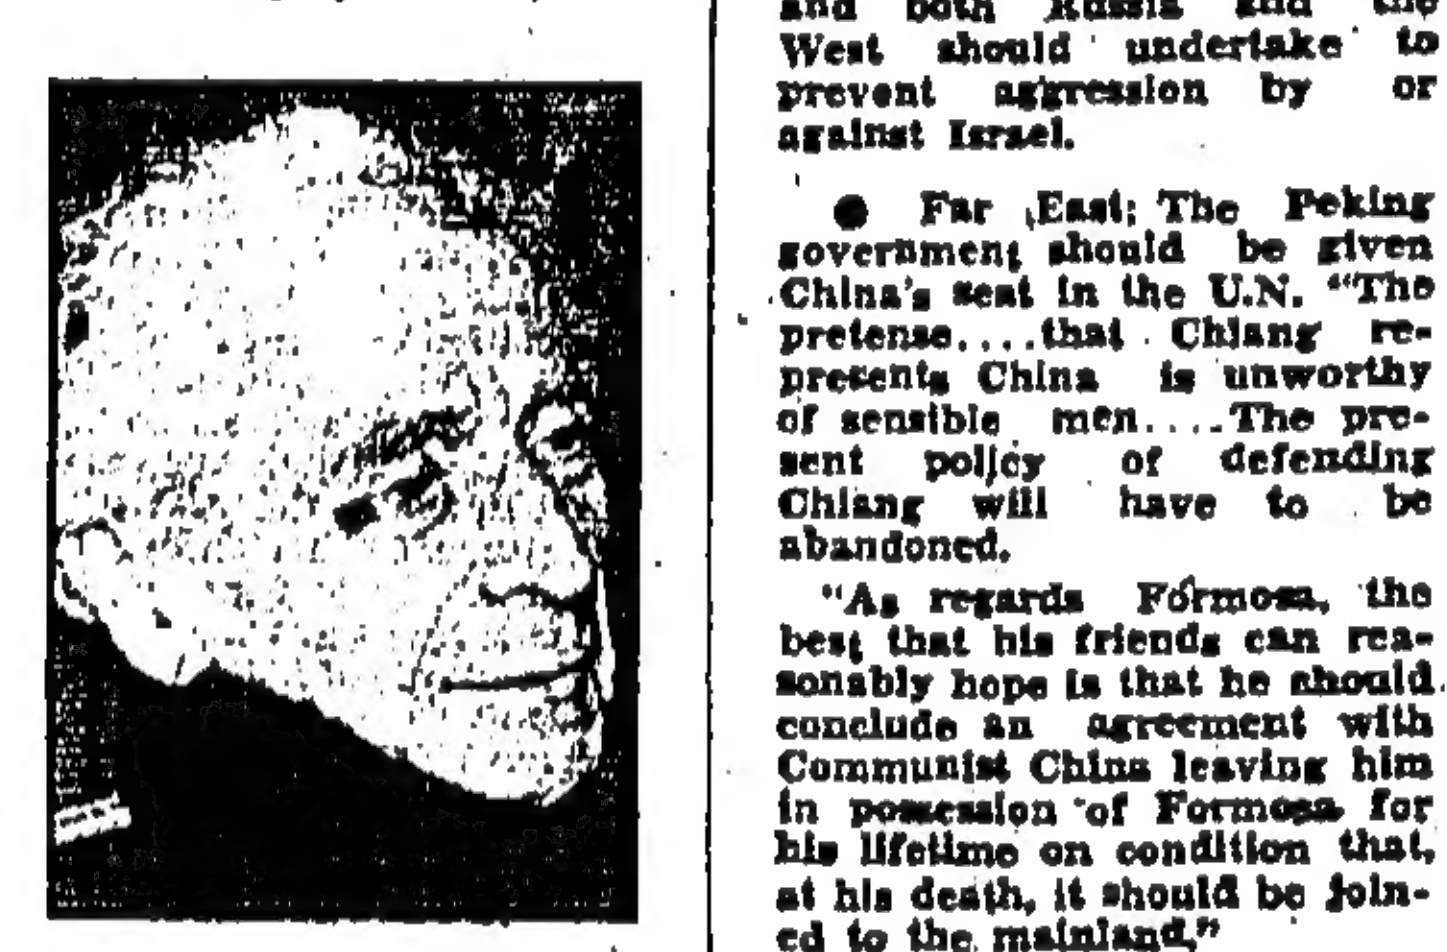 and both Russia and the
West should undertake to
prevent aggression by or
against Israel.
● Far East: The Peking
government should be given
China's seat in the U.N. "The
pretense....that Chiang re-
presents China is unworthy
of sensible men....The pre-
sent policy of defending
Chiang will have to be
abandoned.
"As regards Formosa, the
best that his friends can rea-
sonably hope is that he should
conclude an agreement with
Communist China leaving him
in possession of Formosa for
his lifetime on condition that,
at his death, it should be join-
ed to the mainland."